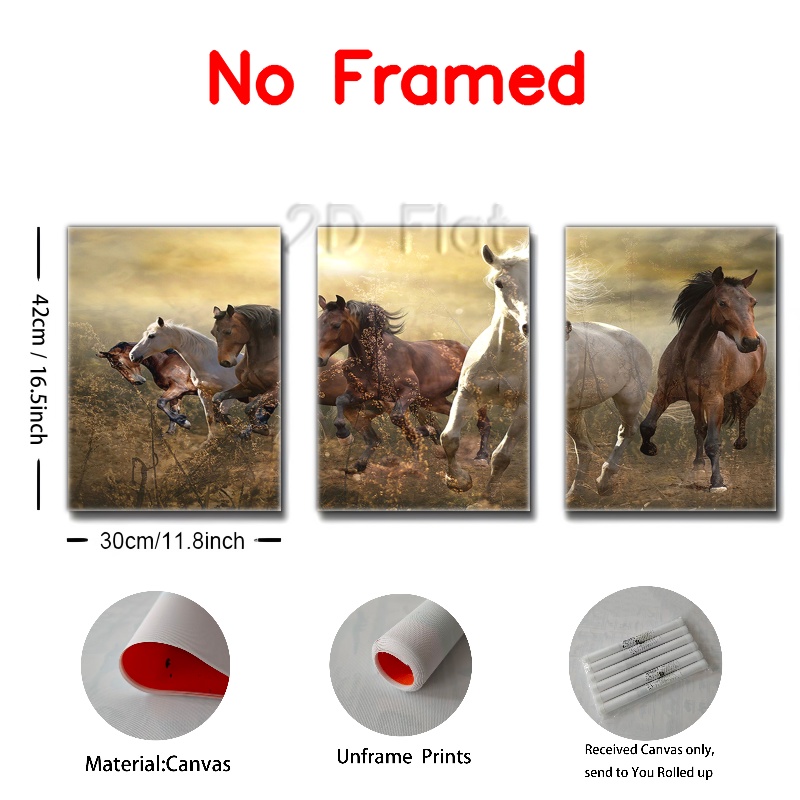 No Framed
2D Flat
42cm / 16.5inch
30cm/11.8inch
Material:Canvas
Unframe Prints
Received Canvas only,
send to You Rolled up